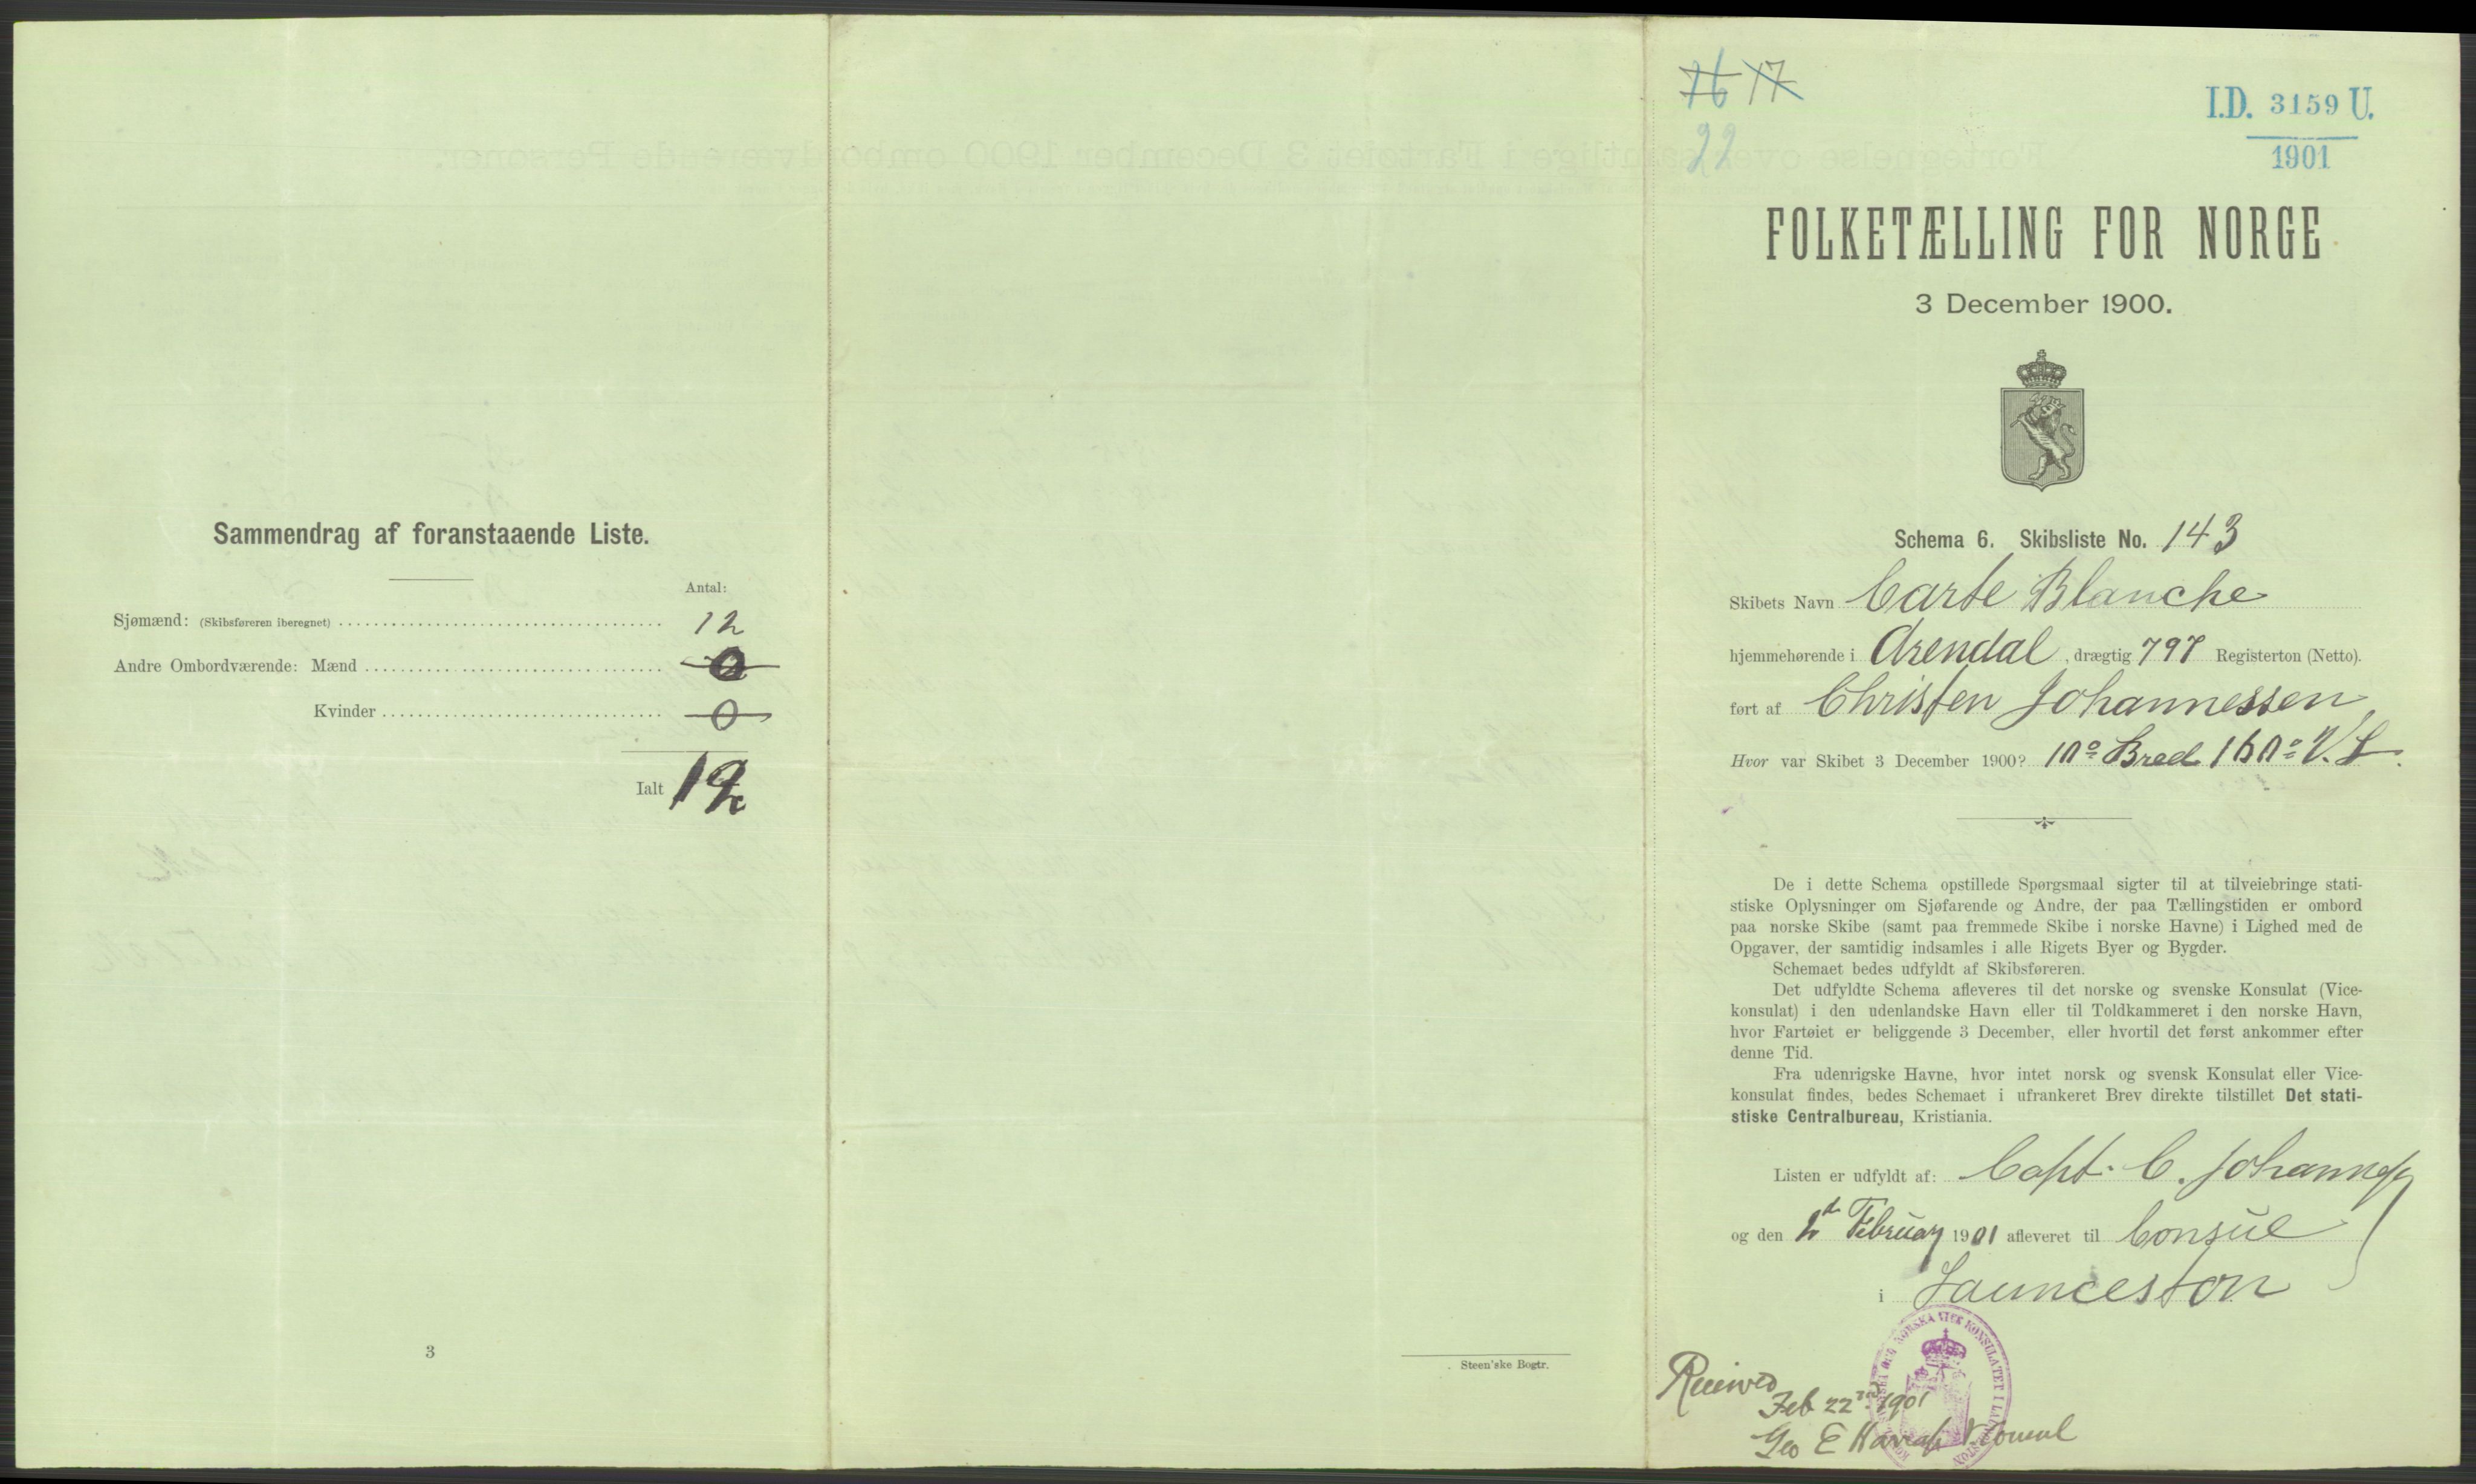 Sammendrag af foranstaaende Liste.
Antal:
Sjømænd: (Skibsføreren iberegnet) 12
Andre Ombordværende: Mænd 0
Kvinder 0
Ialt 12
3
Steen'ske Bogtr.
16 17
22
I.D. 3159 U.
1901
FOLKETÆLLING FOR NORGE
3 December 1900.
Schema 6. Skibsliste No. 143
Skibets Navn Carte Blanche
hjemmehørende i Arendal, drægtig 797 Registerton (Netto).
ført af Christen Johannessen
Hvor var Skibet 3 December 1900? Bred
De i dette Schema opstillede Spørgsmaal sigter til at tilveiebringe stati-
stiske Oplysninger om Sjøfarende og Andre, der paa Tællingstiden er ombord
paa norske Skibe (samt paa fremmede Skibe i norske Havne) i Lighed med de
Opgaver, der samtidig indsamles i alle Rigets Byer og Bygder.
Schemaet bedes udfyldt af Skibsføreren.
Det udfyldte Schema afleveres til det norske og svenske Konsulat (Vice-
konsulat) i den udenlandske Havn eller til Toldkammeret i den norske Havn,
hvor Fartøiet er beliggende 3 December, eller hvortil det først ankommer efter
denne Tid.
Fra udenrigske Havne, hvor intet norsk og svensk Konsulat eller Vice-
konsulat findes, bedes Schemaet i ufrankeret Brev direkte tilstillet Det stati-
stiske Centralbureau, Kristiania.
Listen er udfyldt af: Capt. C. Johannessen
og den 2d February 1901 afleveret til Consul
i Launceston
Received
Feb 22nd 1901
Geo E Harrap V. Consul